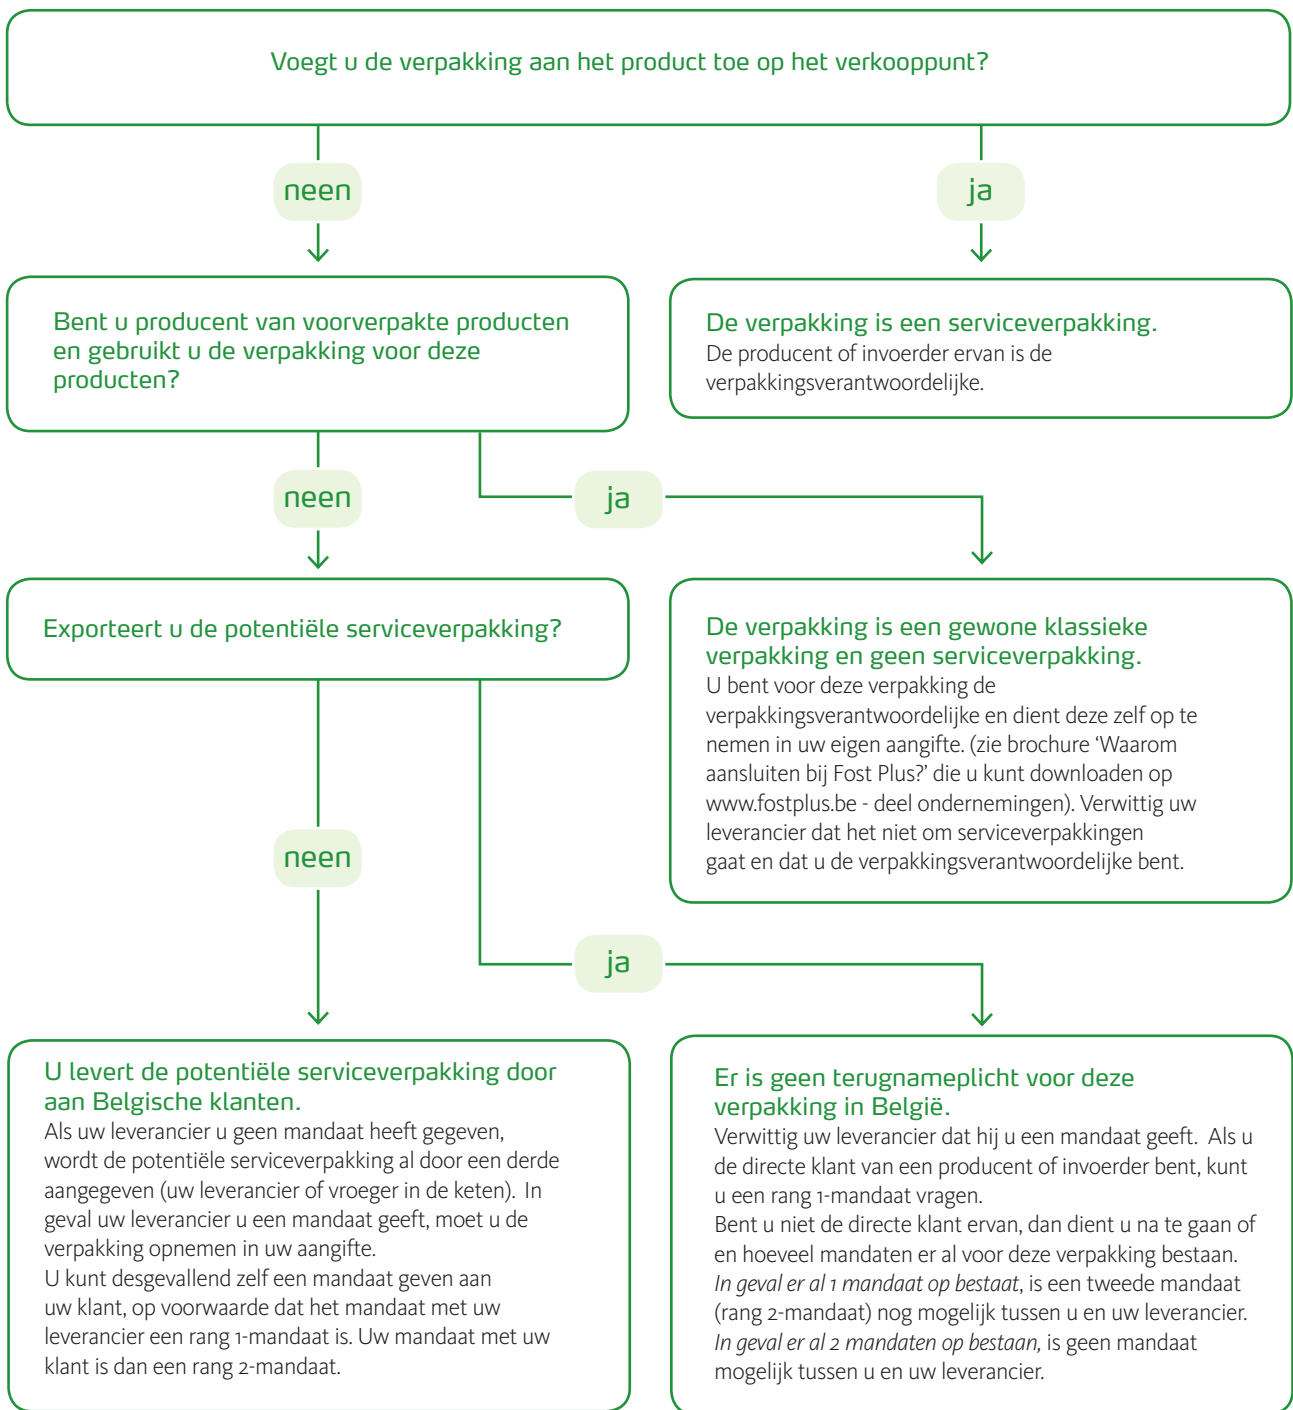 Voegt u de verpakking aan het product toe op het verkooppunt?
neen
ja
Bent u producent van voorverpakte producten
en gebruikt u de verpakking voor deze
producten?
De verpakking is een serviceverpakking.
De producent of invoerder ervan is de
verpakkingsverantwoordelijke.
neen
ja
Exporteert u de potentiële serviceverpakking?
De verpakking is een gewone klassieke
verpakking en geen serviceverpakking.
U bent voor deze verpakking de
verpakkingsverantwoordelijke en dient deze zelf op te
nemen in uw eigen aangifte. (zie brochure ‘Waarom
aansluiten bij Fost Plus?’ die u kunt downloaden op
www.fostplus.be - deel ondernemingen). Verwittig uw
leverancier dat het niet om serviceverpakkingen
gaat en dat u de verpakkingsverantwoordelijke bent.
neen
ja
U levert de potentiële serviceverpakking door
aan Belgische klanten.
Als uw leverancier u geen mandaat heeft gegeven,
wordt de potentiële serviceverpakking al door een derde
aangegeven (uw leverancier of vroeger in de keten). In
geval uw leverancier u een mandaat geeft, moet u de
verpakking opnemen in uw aangifte.
U kunt desgevallend zelf een mandaat geven aan
uw klant, op voorwaarde dat het mandaat met uw
leverancier een rang 1-mandaat is. Uw mandaat met uw
klant is dan een rang 2-mandaat.
Er is geen terugnameplicht voor deze
verpakking in België.
Verwittig uw leverancier dat hij u een mandaat geeft. Als u
de directe klant van een producent of invoerder bent, kunt
u een rang 1-mandaat vragen.
Bent u niet de directe klant ervan, dan dient u na te gaan of
en hoeveel mandaten er al voor deze verpakking bestaan.
In geval er al 1 mandaat op bestaat, is een tweede mandaat
(rang 2-mandaat) nog mogelijk tussen u en uw leverancier.
In geval er al 2 mandaten op bestaan, is geen mandaat
mogelijk tussen u en uw leverancier.